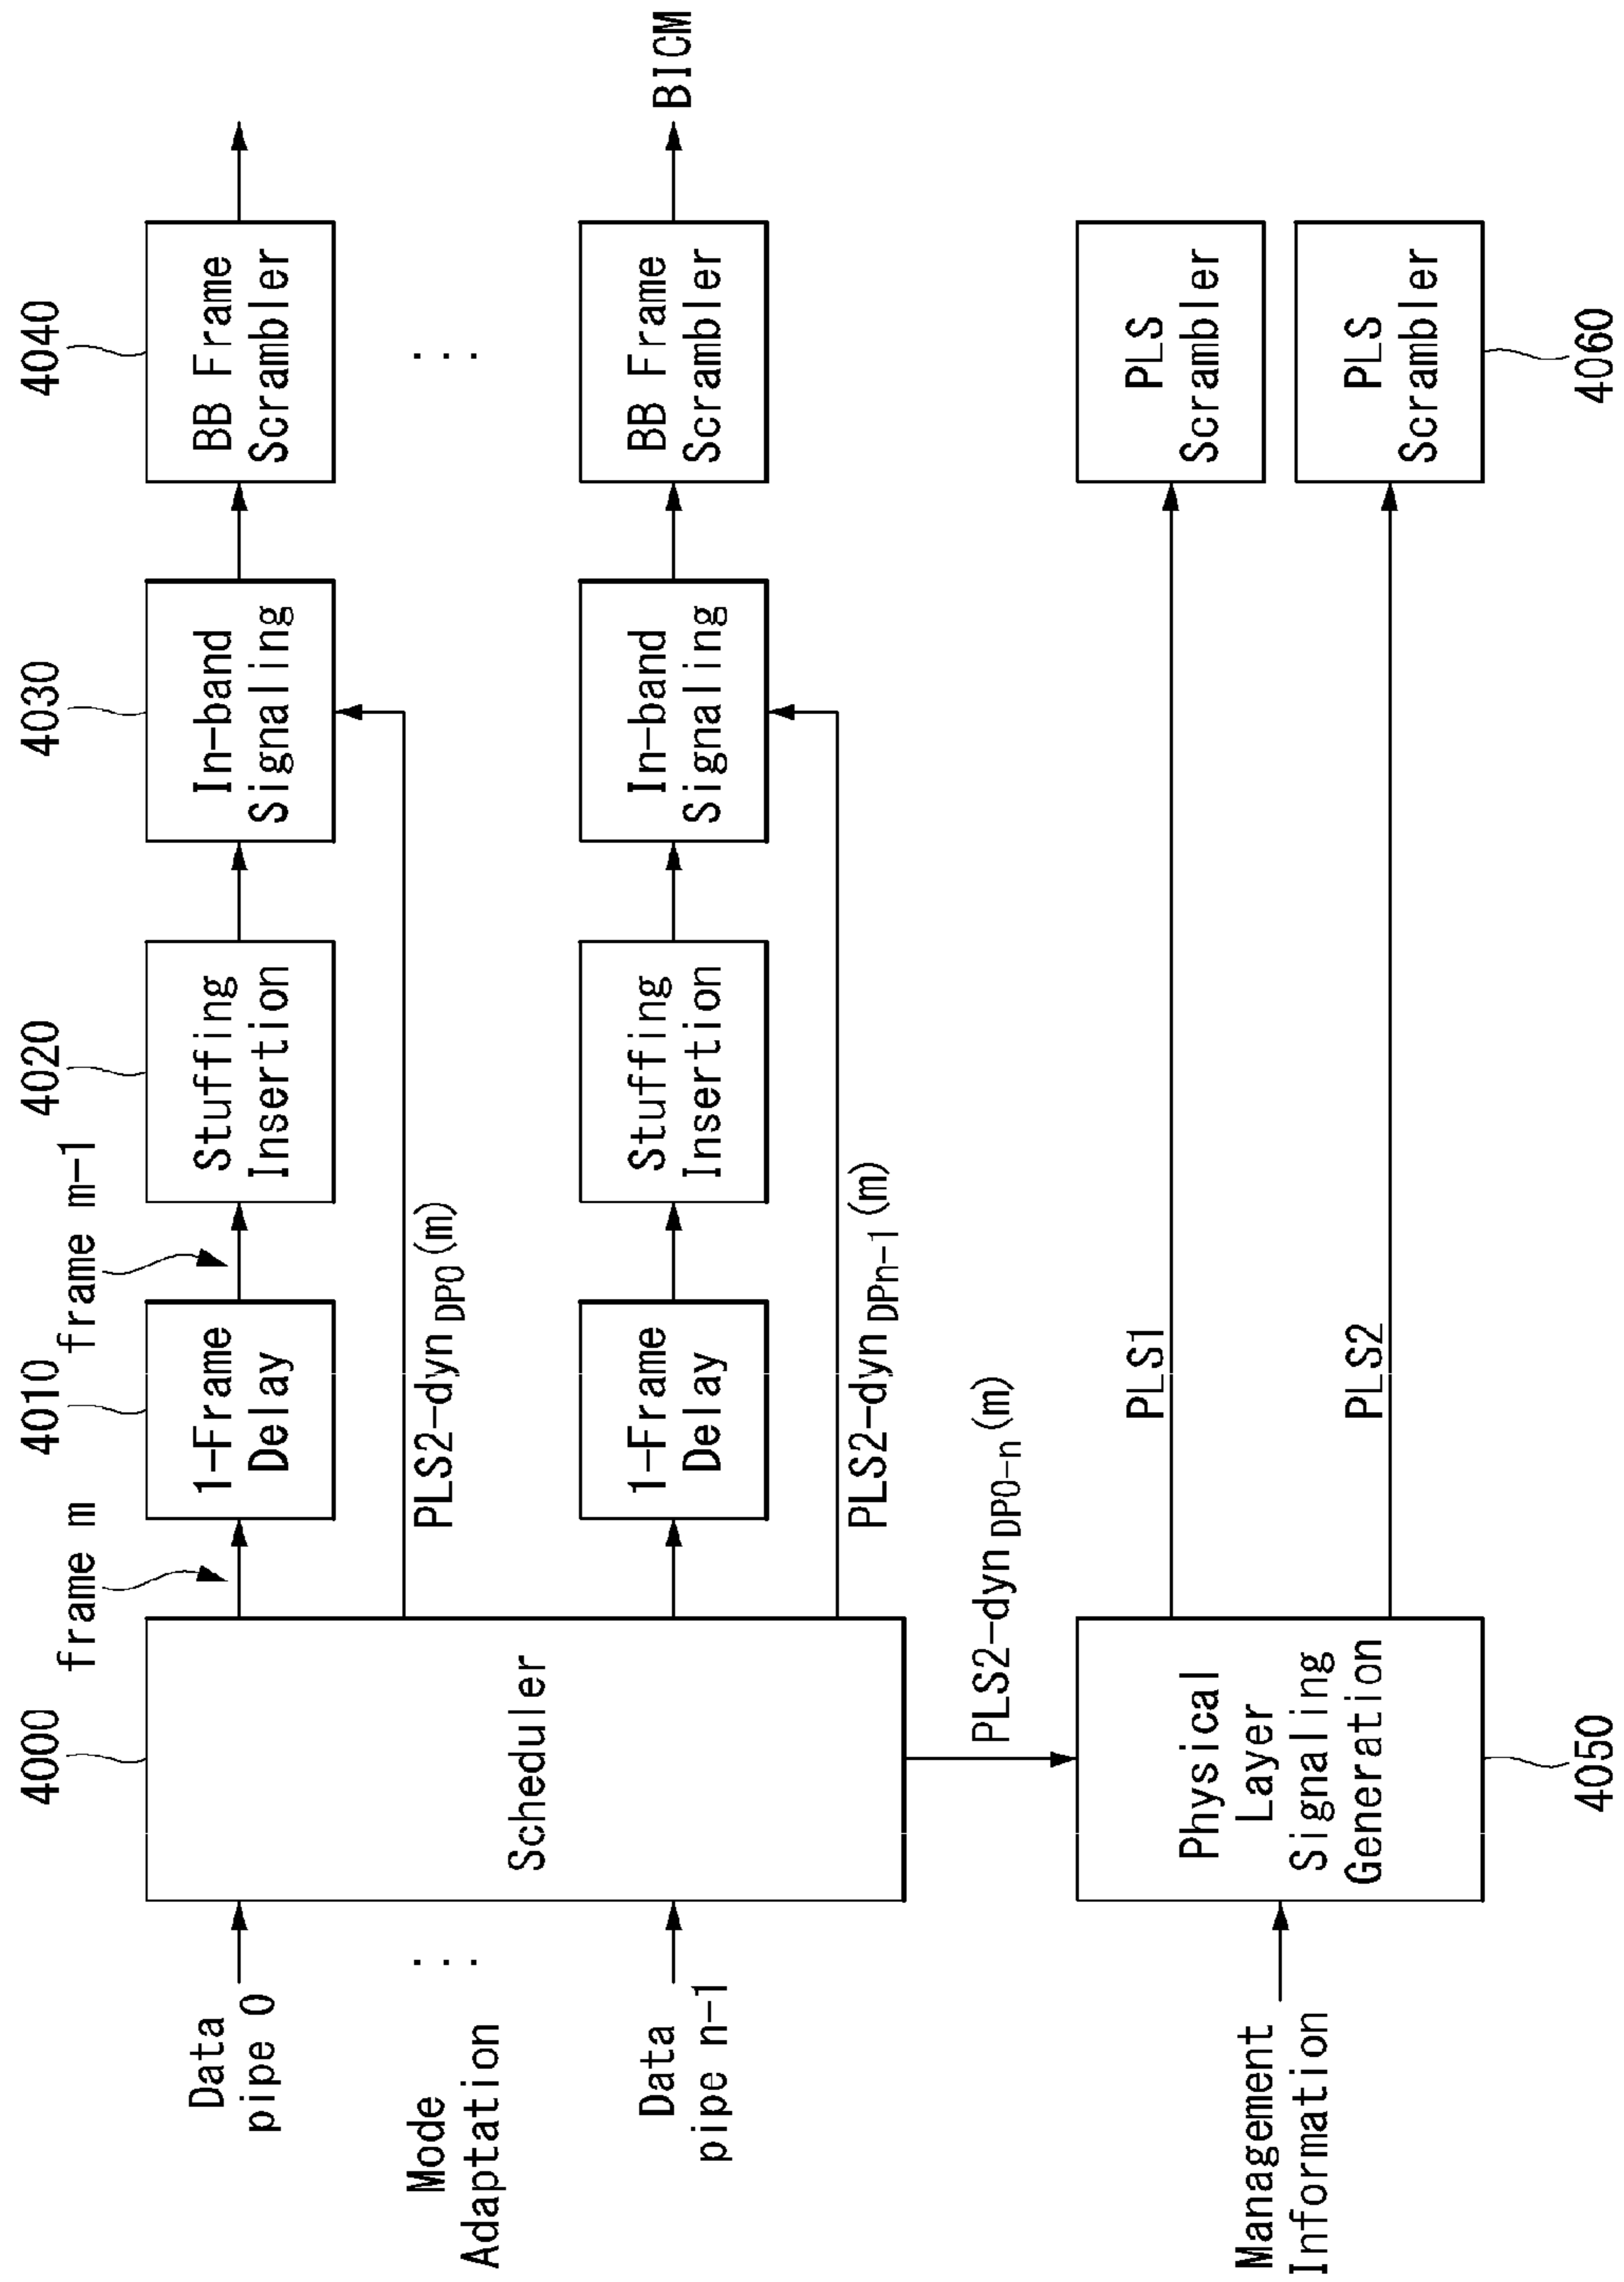 4000
4010
4020
4030
4040
frame m
frame m-1
Data
pipe 0
1-Frame
Delay
Stuffing
Insertion
In-band
Signaling
BB Frame
Scrambler
PLS2-dyn DP0 (m)
Mode
Adaptation
...
Scheduler
...
Data
pipe n-1
1-Frame
Delay
Stuffing
Insertion
In-band
Signaling
BB Frame
Scrambler
BICM
PLS2-dyn DPn-1 (m)
PLS2-dyn DP0-n (m)
Management
Information
Physical
Layer
Signaling
Generation
PLS1
PLS
Scrambler
PLS2
PLS
Scrambler
4050
4060